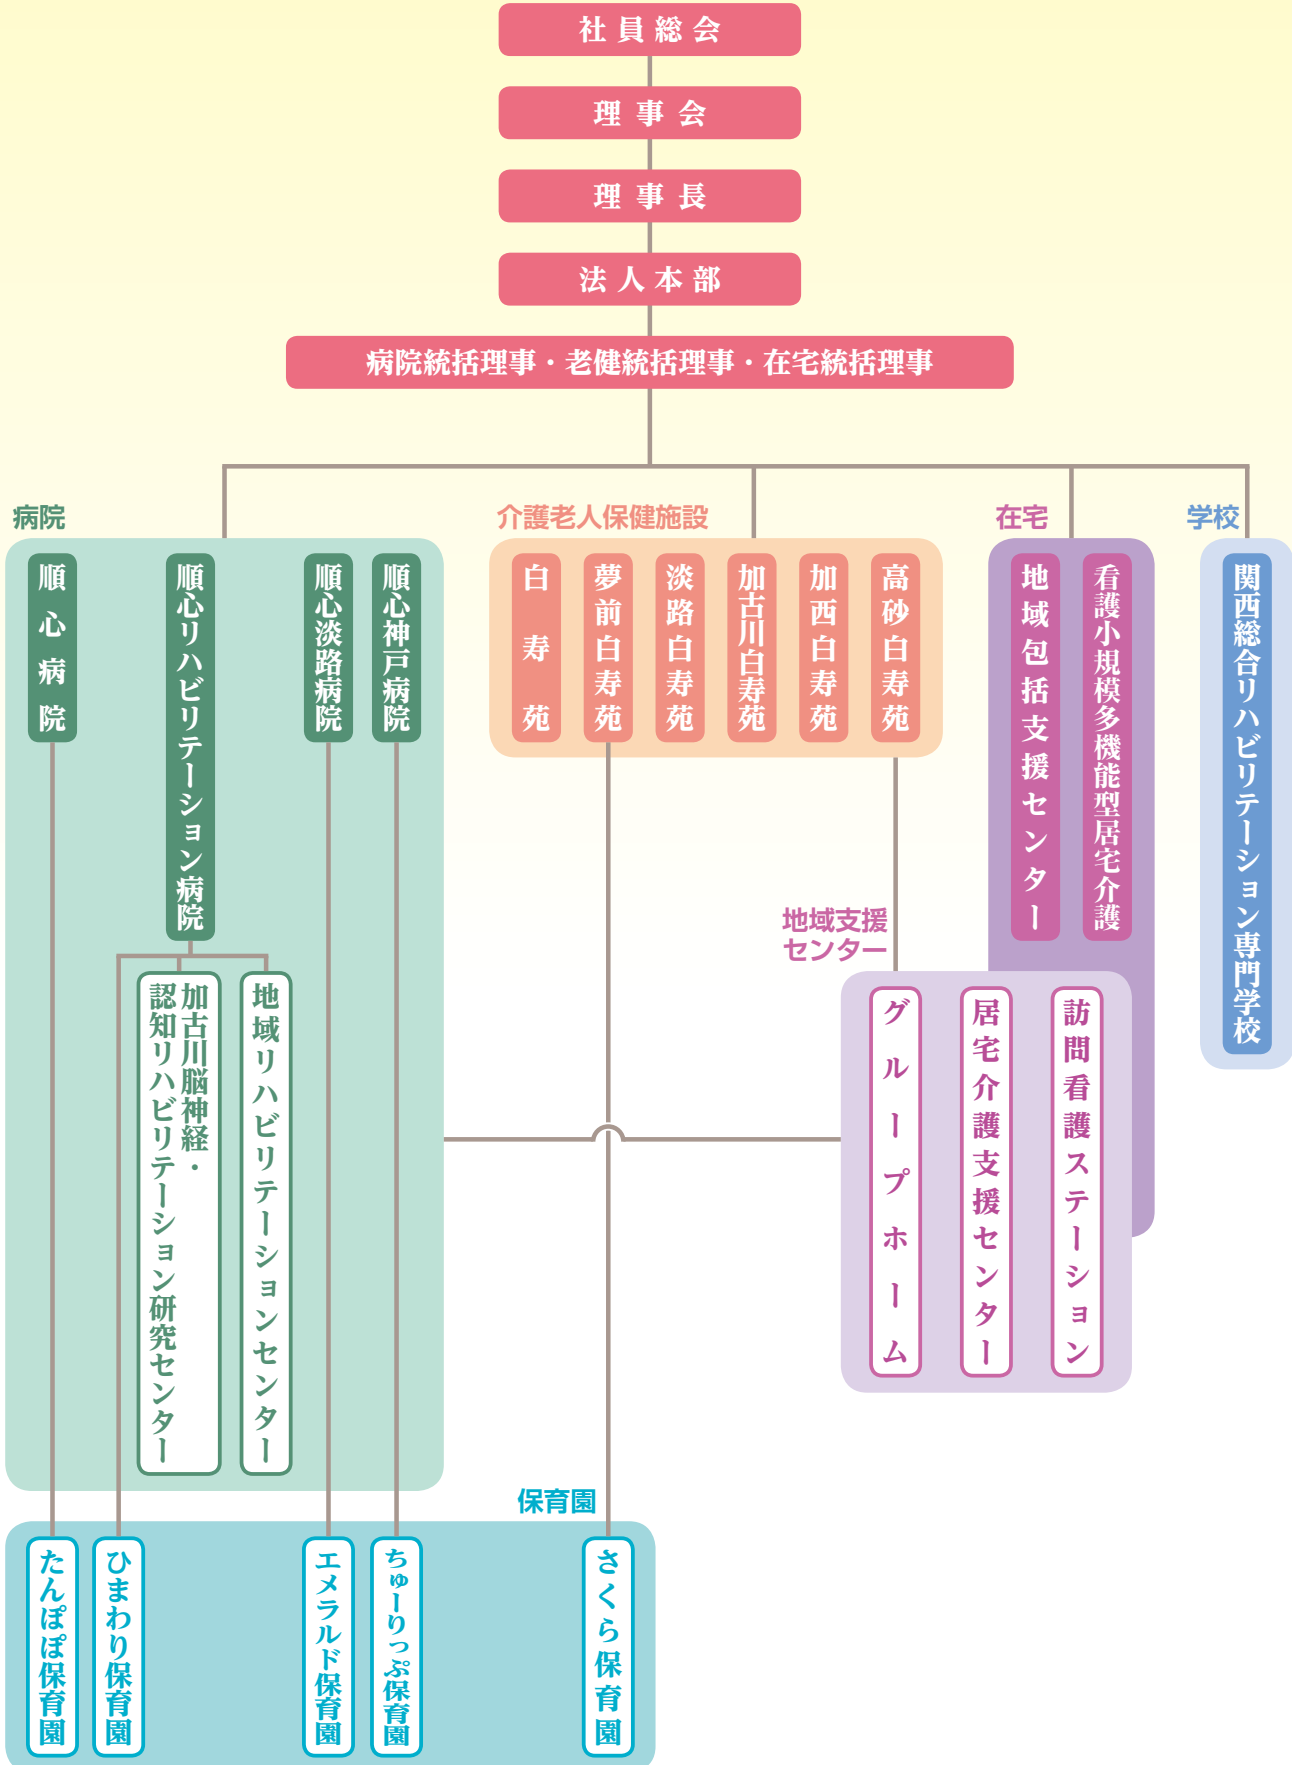 社員総会
理事会
理事長
法人本部
病院統括理事・老健統括理事・在宅統括理事
病院
順心病院
順心リハビリテーション病院
順心淡路病院
順心神戸病院
加古川脳神経・
認知リハビリテーション研究センター
地域リハビリテーションセンター
介護老人保健施設
白寿苑
夢前白寿苑
淡路白寿苑
加古川白寿苑
加西白寿苑
高砂白寿苑
在宅
地域包括支援センター
看護小規模多機能型居宅介護
学校
関西総合リハビリテーション専門学校
地域支援
センター
グループホーム
居宅介護支援センター
訪問看護ステーション
保育園
たんぽぽ保育園
ひまわり保育園
エメラルド保育園
ちゅーりっぷ保育園
さくら保育園